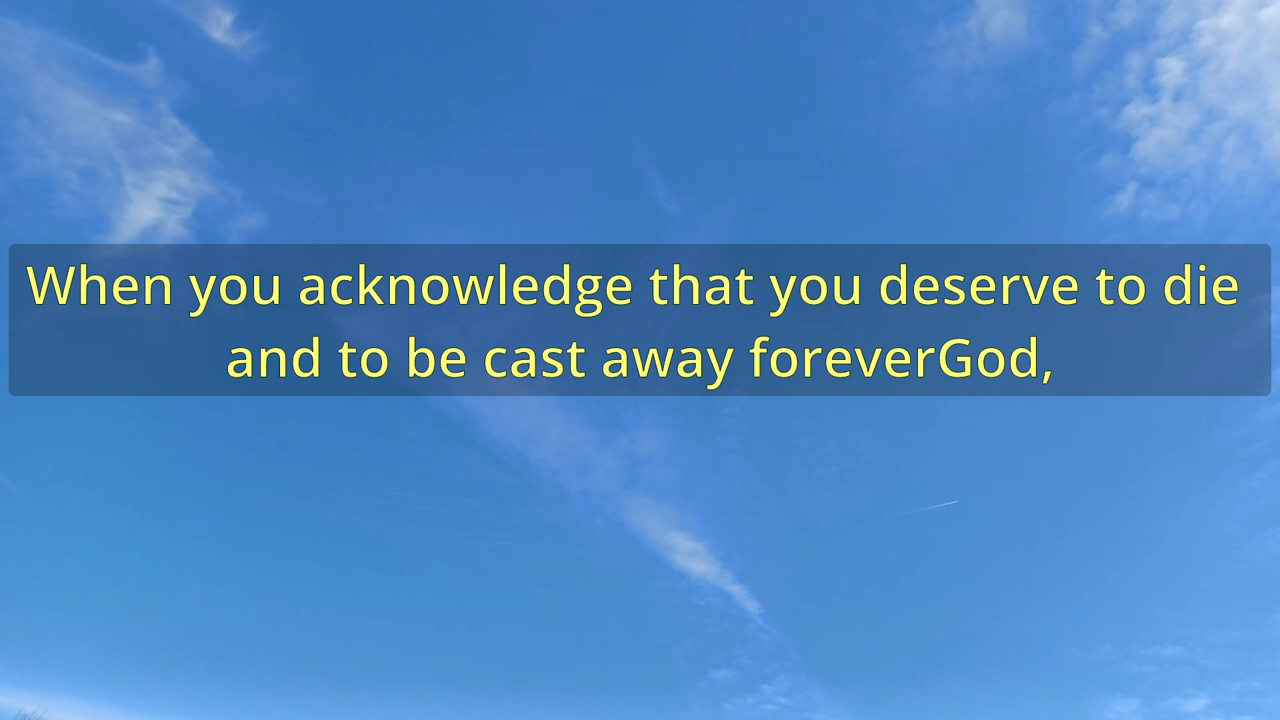 When you acknowledge that you deserve to die
and to be cast away foreverGod,